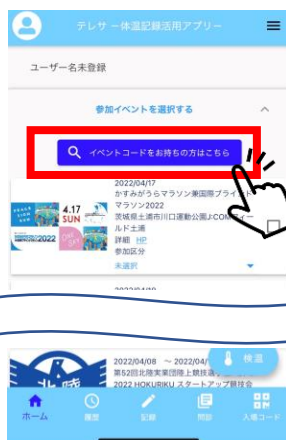 テレサ －体温記録活用アプリ－
ユーザー名未登録
参加イベントを選択する
イベントコードをお持ちの方はこちら
2022/04/17
かすみがうらマラソン兼国際ブラインド
マラソン2022
4.17
SUN
2022
茨城県土浦市川口運動公園J:COMフィー
ルド土浦
詳細 HP
参加区分
未選択
検温
2022/04/08 ～2022/04/
第52回北陸実業団陸上競技選
2022 HOKURIKU スタートアップ競技会
北陸
ホーム
履歴
記録
問診
入場コード